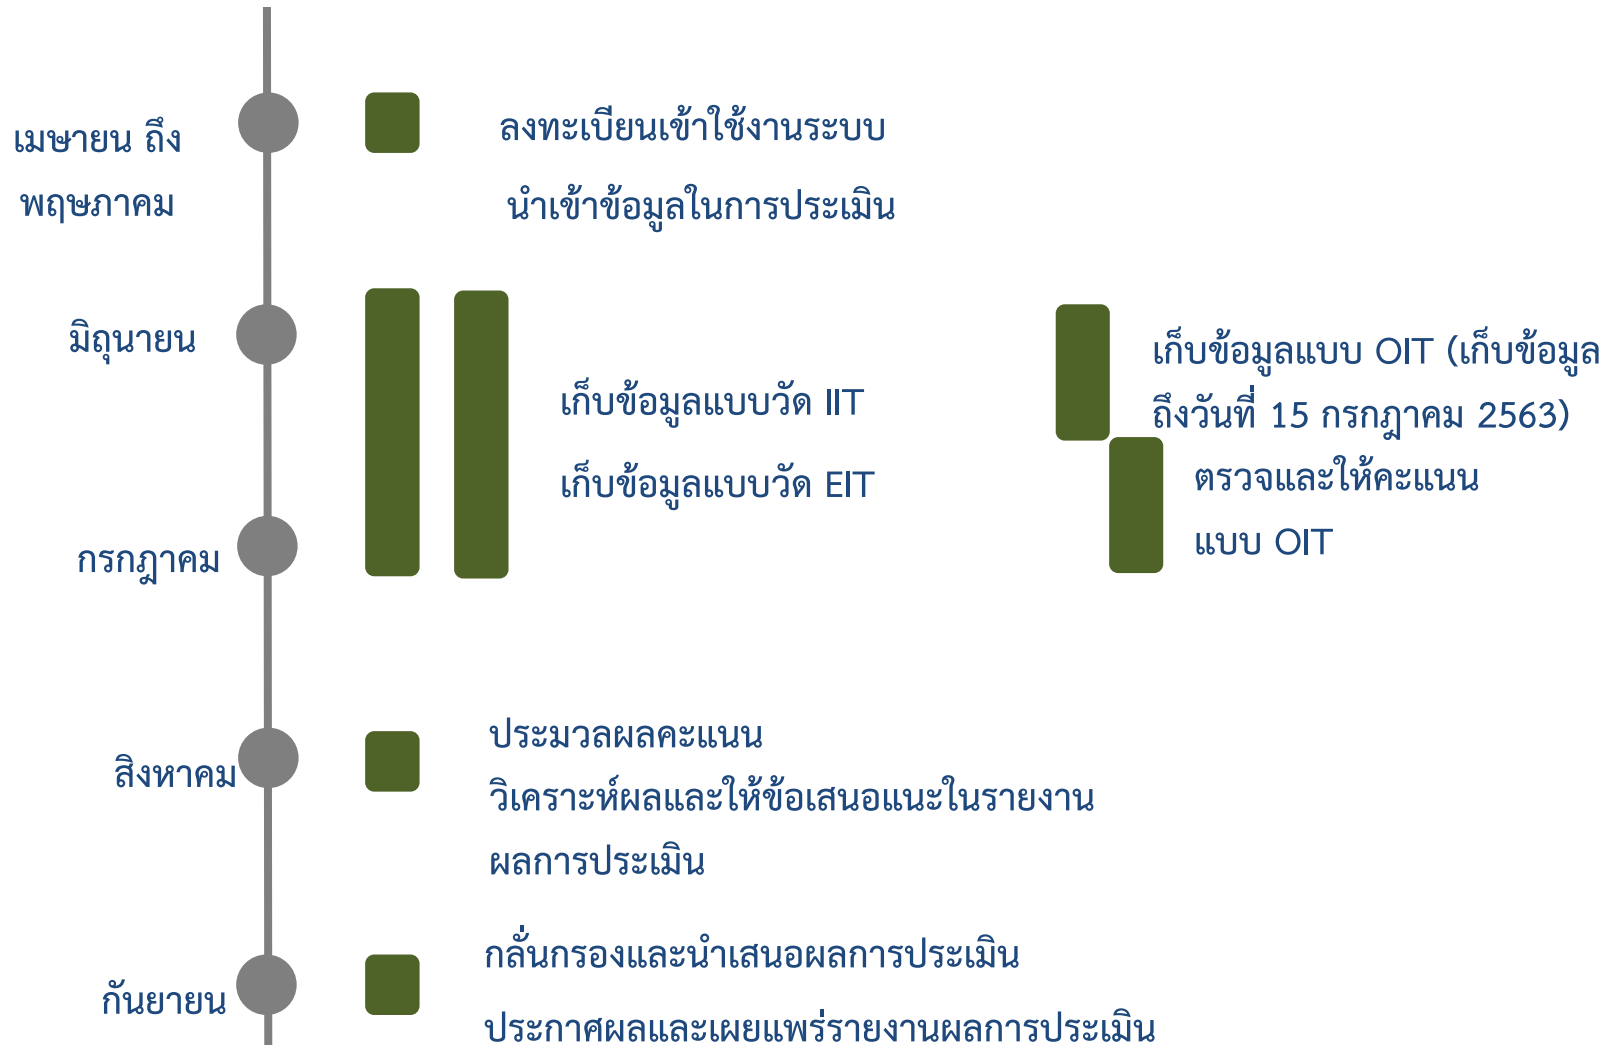 เมษายน ถึง
พฤษภาคม
ลงทะเบียนเข้าใช้งานระบบ
นำเข้าข้อมูลในการประเมิน
มิถุนายน
เก็บข้อมูลแบบวัด IIT
เก็บข้อมูลแบบวัด EIT
เก็บข้อมูลแบบ OIT (เก็บข้อมูล
ถึงวันที่ 15 กรกฎาคม 2563)
ตรวจและให้คะแนน
แบบ OIT
กรกฎาคม
สิงหาคม
ประมวลผลคะแนน
วิเคราะห์ผลและให้ข้อเสนอแนะในรายงาน
ผลการประเมิน
กันยายน
กลั่นกรองและนำเสนอผลการประเมิน
ประกาศผลและเผยแพร่รายงานผลการประเมิน